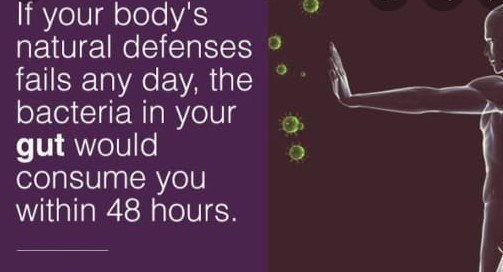 If your body's
natural defenses
fails any day, the
bacteria in your
gut would
consume you
within 48 hours.